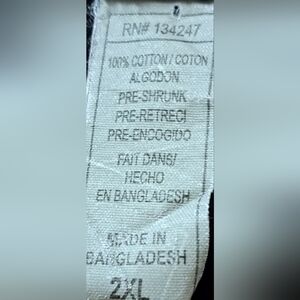 RN# 134247
100% COTTON / COTON
ALGODON
PRE-SHRUNK
PRE-RETRECI
PRE-ENCOGIDO
FAIT DANS/
HECHO
EN BANGLADESH
MADE IN
BANGLADESH
2XL